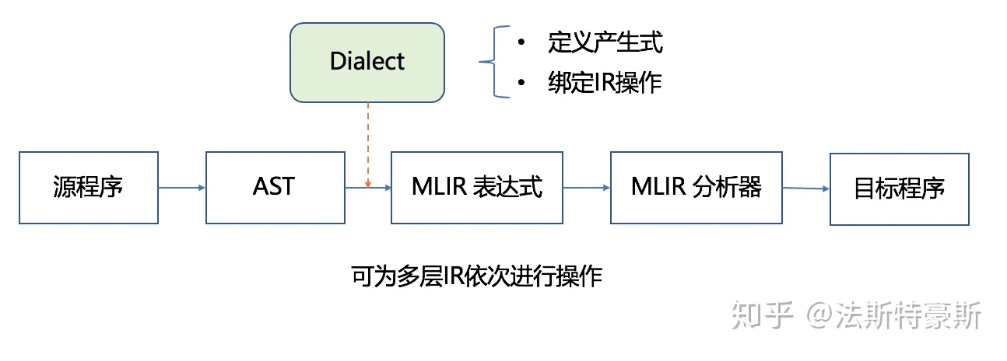 Dialect
• 定义产生式
• 绑定IR操作
源程序
AST
MLIR 表达式
MLIR 分析器
目标程序
可为多层IR依次进行操作
知乎 @法斯特豪斯